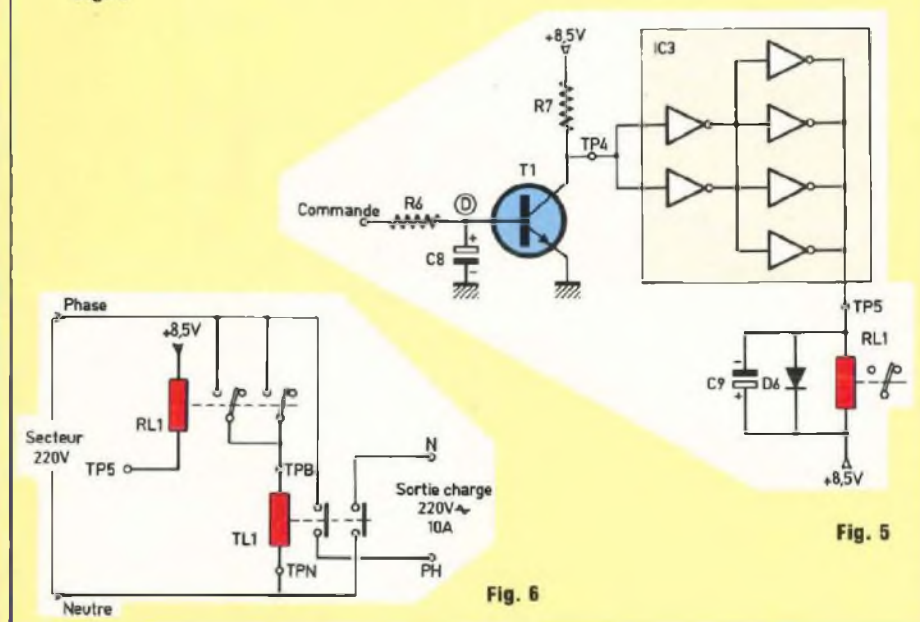 +8,5V
IC3
R7
TP4
T1
Commande
R6
D
+
C8
-
TP5
RL1
-
C9
D6
+
+8,5V
Fig. 5
Phase
+8,5V
RL1
Secteur
220V
TP5
TPB
N
Sortie charge
220V~
10A
TL1
TPN
PH
Neutre
Fig. 6